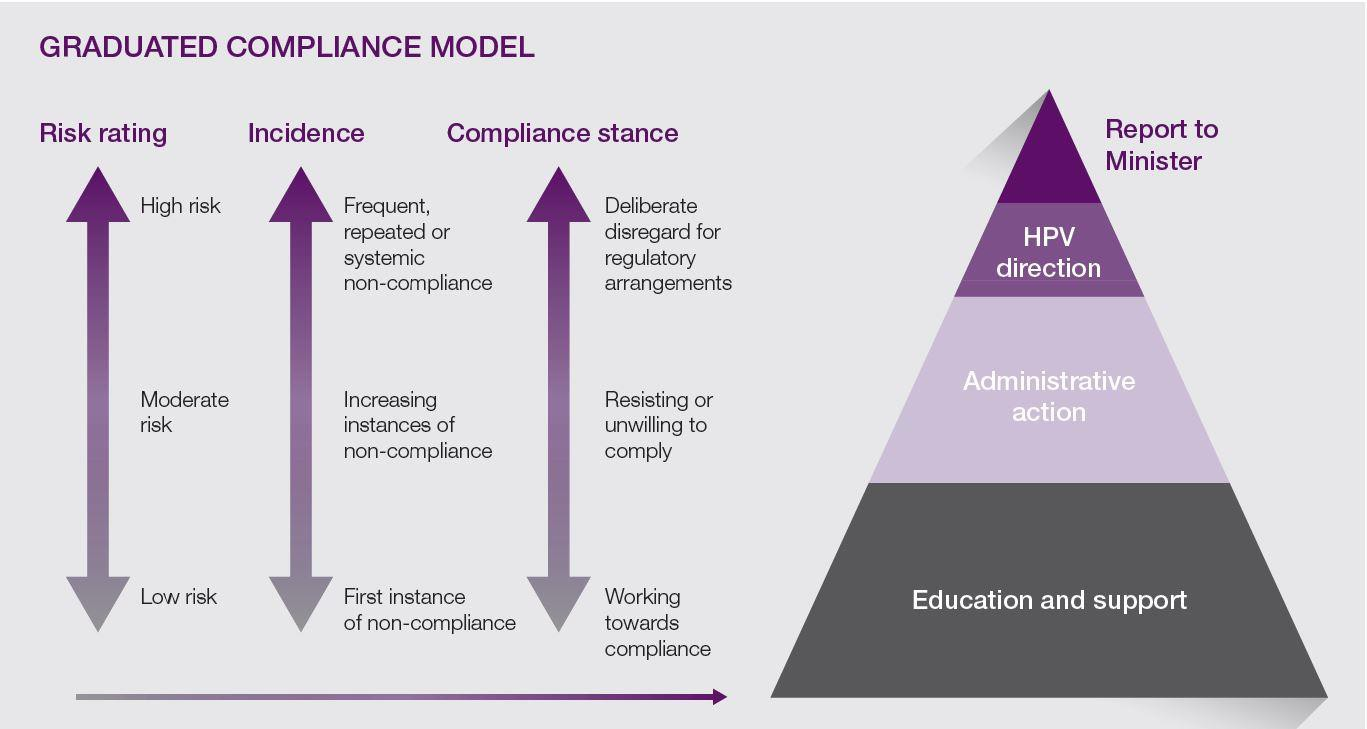 GRADUATED COMPLIANCE MODEL
Risk rating
High risk
Moderate
risk
Low risk
Incidence
Frequent,
repeated or
systemic
non-compliance
Increasing
instances of
non-compliance
First instance
of non-compliance
Compliance stance
Deliberate
disregard for
regulatory
arrangements
Resisting or
unwilling to
comply
Working
towards
compliance
Report to
Minister
HPV
direction
Administrative
action
Education and support